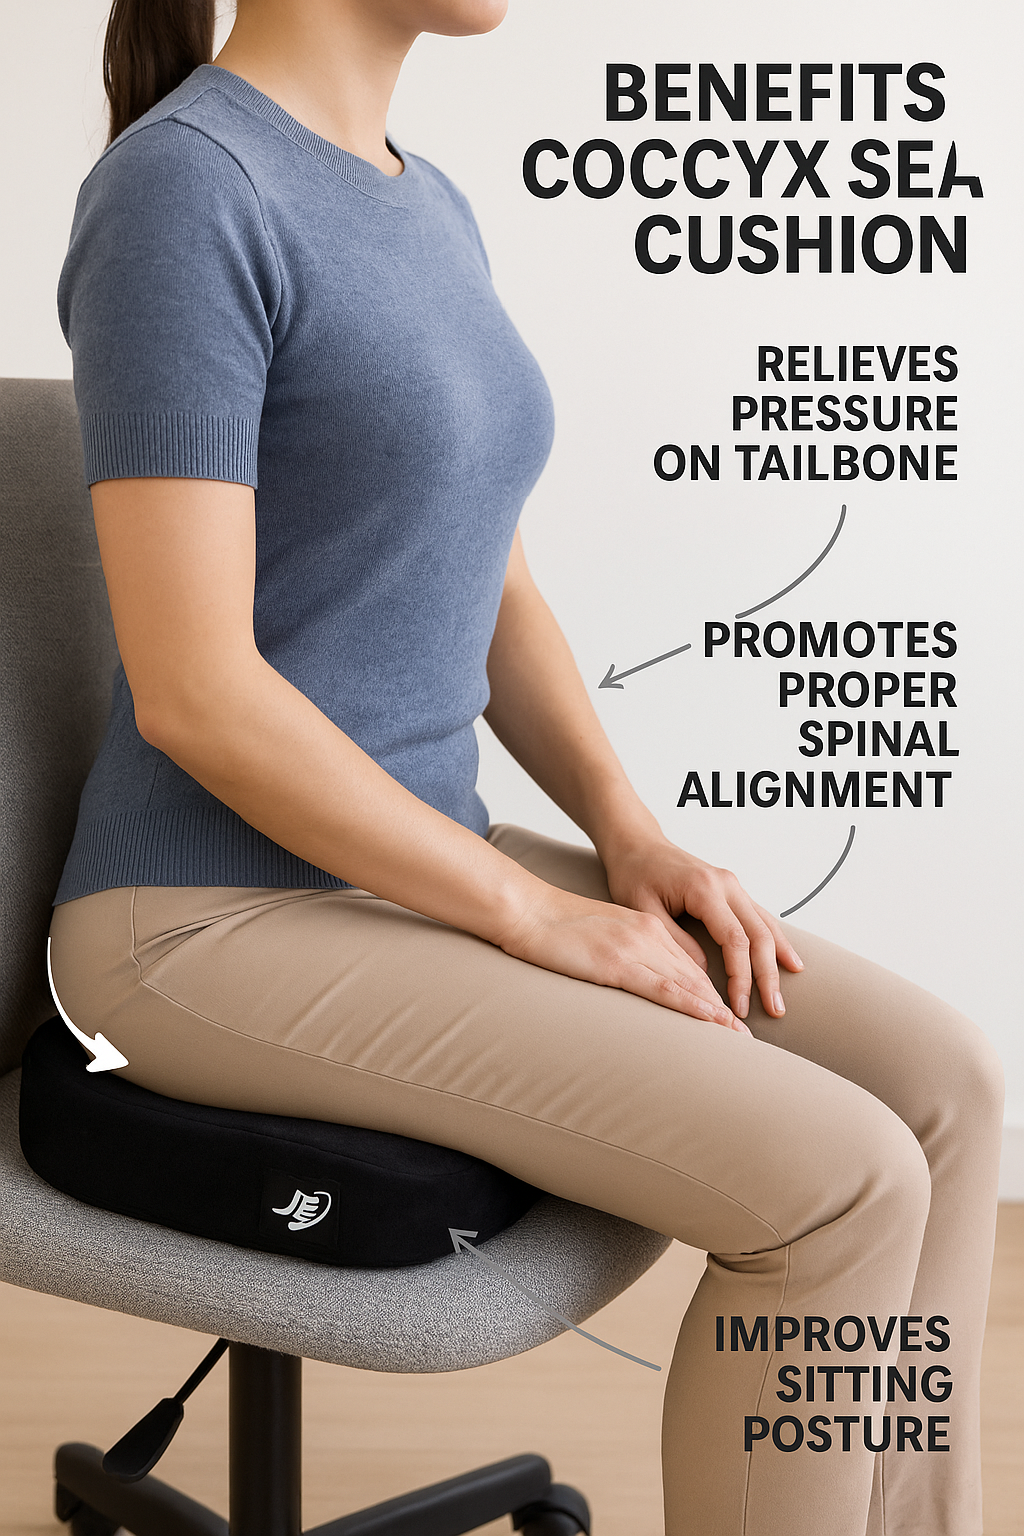 BENEFITS
COCCYX SEA
CUSHION
RELIEVES
PRESSURE
ON TAILBONE
PROMOTES
PROPER
SPINAL
ALIGNMENT
IMPROVES
SITTING
POSTURE